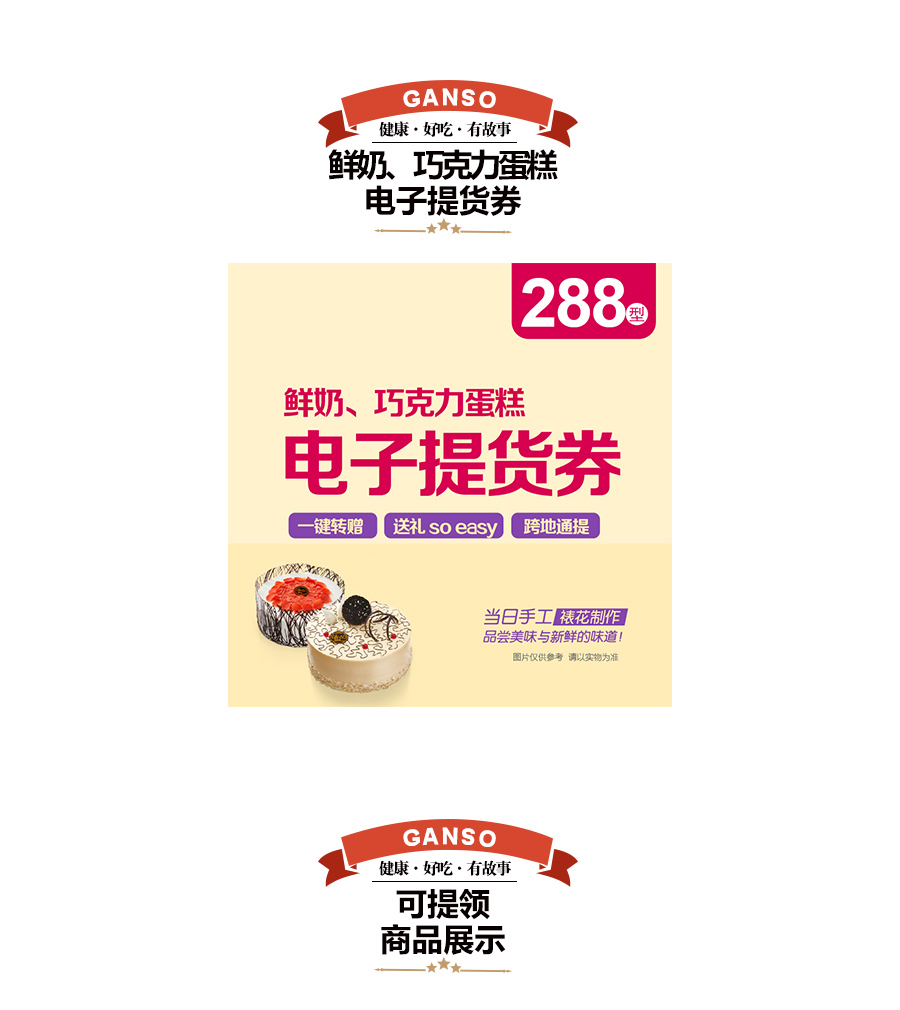 GANSO
健康·好吃·有故事
鲜奶、巧克力蛋糕
电子提货券
288型
鲜奶、巧克力蛋糕
电子提货券
一键转赠 送礼 so easy 跨地通提
当日手工 裱花制作
品尝美味与新鲜的味道!
图片仅供参考 请以实物为准
GANSO
健康·好吃·有故事
可提领
商品展示